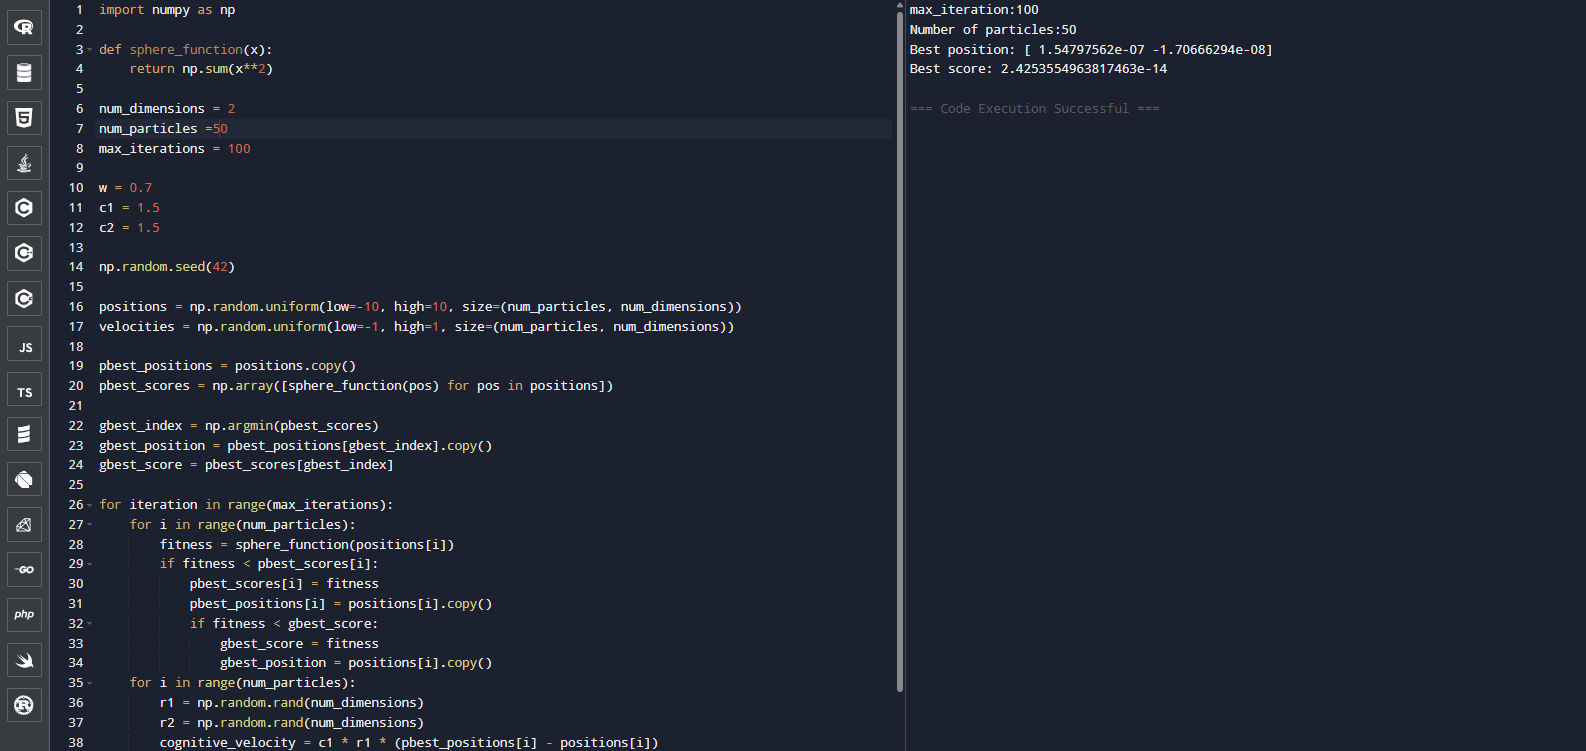 import numpy as np
def sphere_function(x):
    return np.sum(x**2)
num_dimensions = 2
num_particles =50
max_iterations = 100
w = 0.7
c1 = 1.5
c2 = 1.5
np.random.seed(42)
positions = np.random.uniform(low=-10, high=10, size=(num_particles, num_dimensions))
velocities = np.random.uniform(low=-1, high=1, size=(num_particles, num_dimensions))
pbest_positions = positions.copy()
pbest_scores = np.array([sphere_function(pos) for pos in positions])
gbest_index = np.argmin(pbest_scores)
gbest_position = pbest_positions[gbest_index].copy()
gbest_score = pbest_scores[gbest_index]
for iteration in range(max_iterations):
    for i in range(num_particles):
        fitness = sphere_function(positions[i])
        if fitness < pbest_scores[i]:
            pbest_scores[i] = fitness
            pbest_positions[i] = positions[i].copy()
            if fitness < gbest_score:
                gbest_score = fitness
                gbest_position = positions[i].copy()
    for i in range(num_particles):
        r1 = np.random.rand(num_dimensions)
        r2 = np.random.rand(num_dimensions)
        cognitive_velocity = c1 * r1 * (pbest_positions[i] - positions[i])
1
2
3
4
5
6
7
8
9
10
11
12
13
14
15
16
17
18
19
20
21
22
23
24
25
26
27
28
29
30
31
32
33
34
35
36
37
38
max_iteration:100
Number of particles:50
Best position: [ 1.54797562e-07 -1.70666294e-08]
Best score: 2.4253554963817463e-14
=== Code Execution Successful ===
JS
TS
GO
php